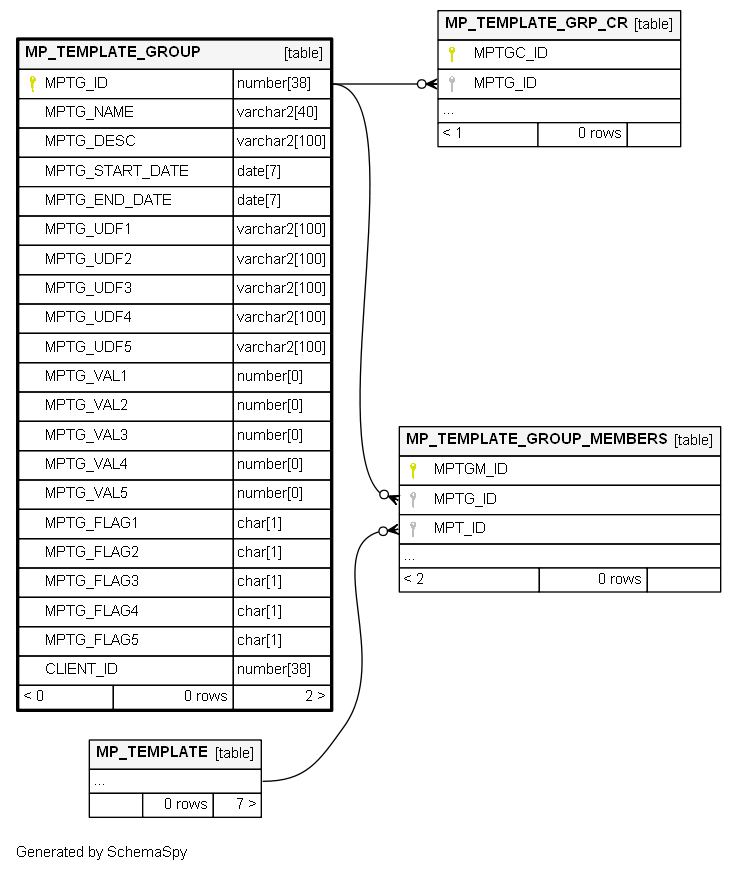 MP_TEMPLATE_GROUP [table]
MPTG_ID number[38]
MPTG_NAME varchar2[40]
MPTG_DESC varchar2[100]
MPTG_START_DATE date[7]
MPTG_END_DATE date[7]
MPTG_UDF1 varchar2[100]
MPTG_UDF2 varchar2[100]
MPTG_UDF3 varchar2[100]
MPTG_UDF4 varchar2[100]
MPTG_UDF5 varchar2[100]
MPTG_VAL1 number[0]
MPTG_VAL2 number[0]
MPTG_VAL3 number[0]
MPTG_VAL4 number[0]
MPTG_VAL5 number[0]
MPTG_FLAG1 char[1]
MPTG_FLAG2 char[1]
MPTG_FLAG3 char[1]
MPTG_FLAG4 char[1]
MPTG_FLAG5 char[1]
CLIENT_ID number[38]
< 0 0 rows 2 >
MP_TEMPLATE_GRP_CR [table]
MPTGC_ID
MPTG_ID
...
< 1 0 rows
MP_TEMPLATE_GROUP_MEMBERS [table]
MPTGM_ID
MPTG_ID
MPT_ID
...
< 2 0 rows
MP_TEMPLATE [table]
...
0 rows 7 >
Generated by SchemaSpy